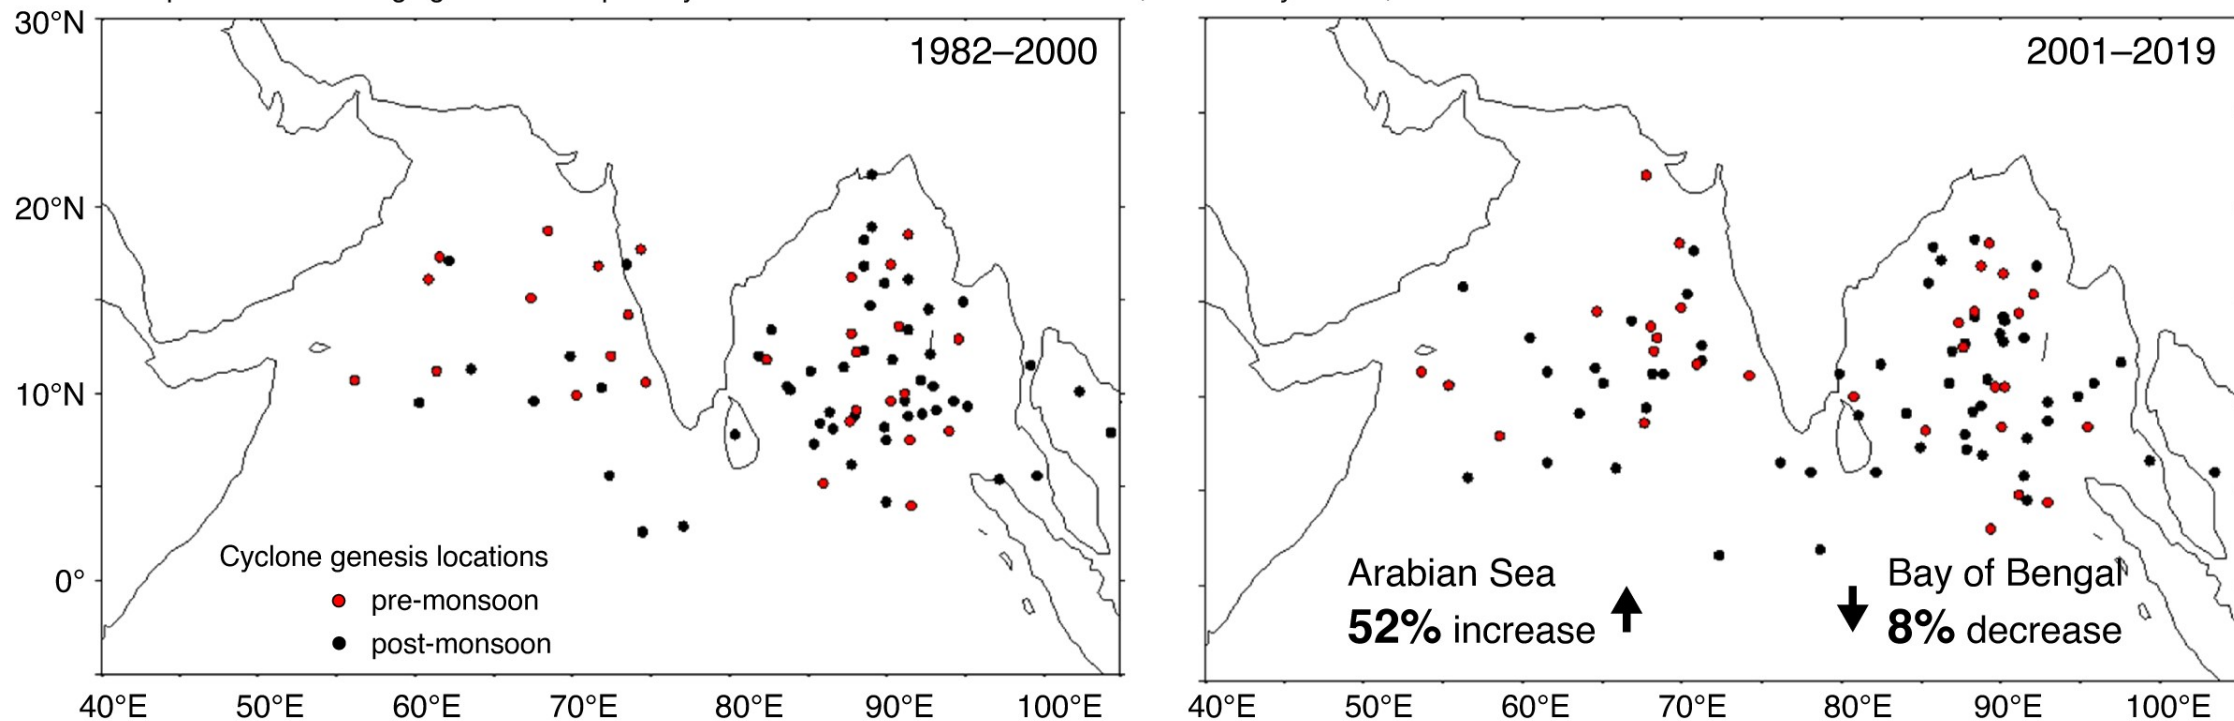 1982–2000
2001–2019
30°N
20°N
10°N
0°
Cyclone genesis locations
pre-monsoon
post-monsoon
Arabian Sea
52% increase
Bay of Bengal
8% decrease
40°E 50°E 60°E 70°E 80°E 90°E 100°E
40°E 50°E 60°E 70°E 80°E 90°E 100°E